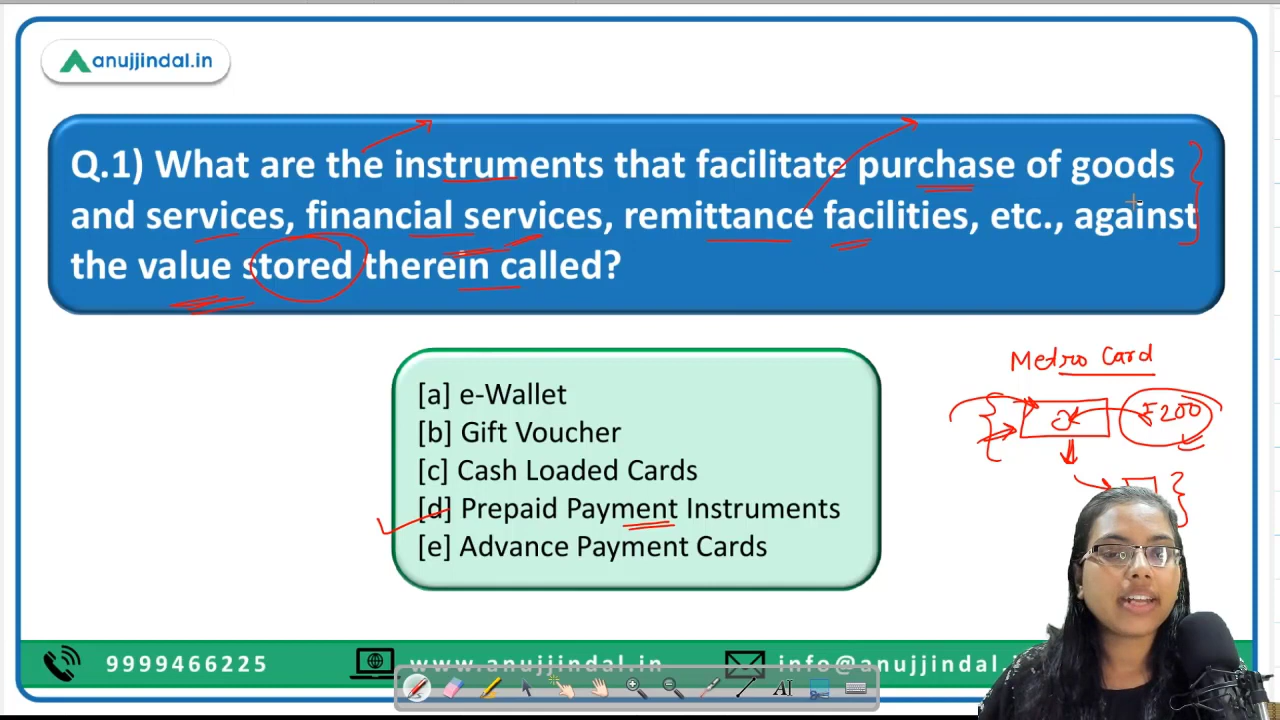 anujjindal.in
Q.1) What are the instruments that facilitate purchase of goods
and services, financial services, remittance facilities, etc., against
the value stored therein called?
[a] e-Wallet
[b] Gift Voucher
[c] Cash Loaded Cards
[d] Prepaid Payment Instruments
[e] Advance Payment Cards
Metro Card
₹200
9999466225
www.anujjindal.in
info@anujjindal.i
AI